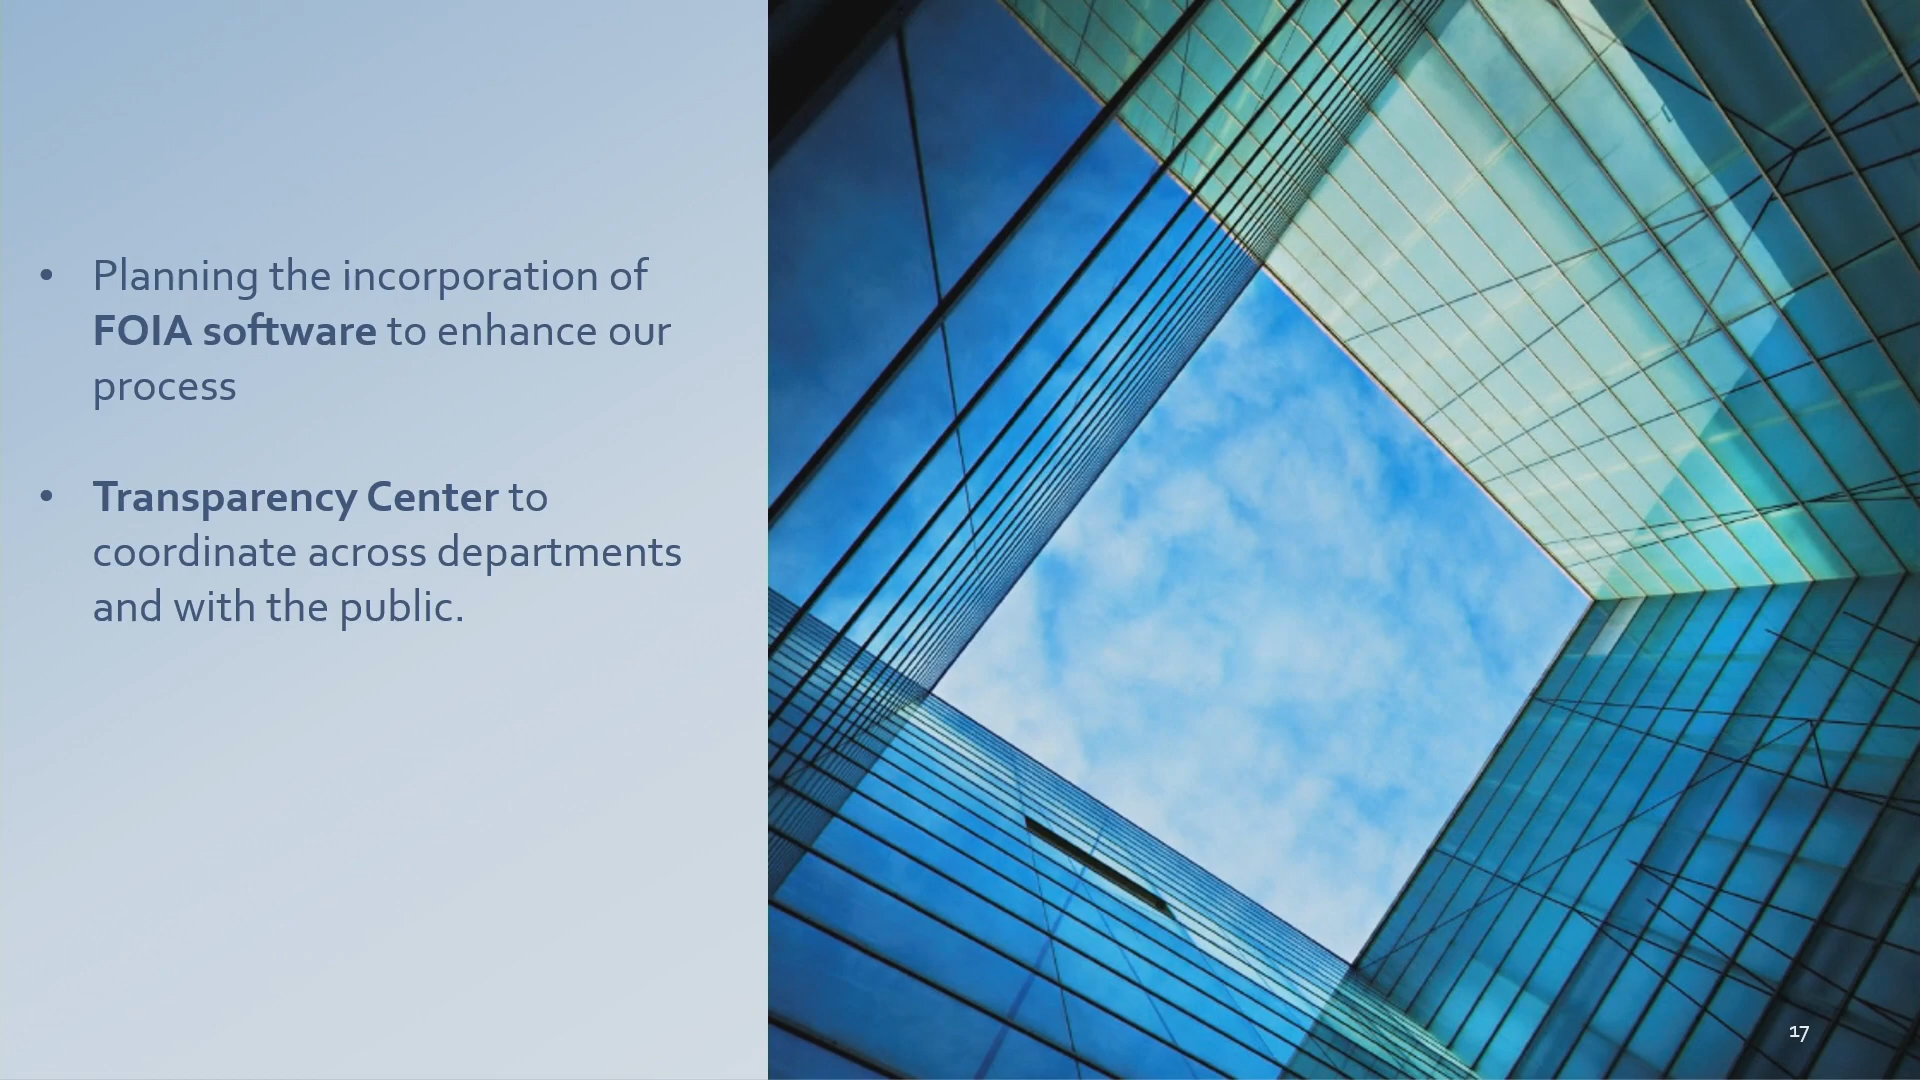 • Planning the incorporation of
FOIA software to enhance our
process
• Transparency Center to
coordinate across departments
and with the public.
17